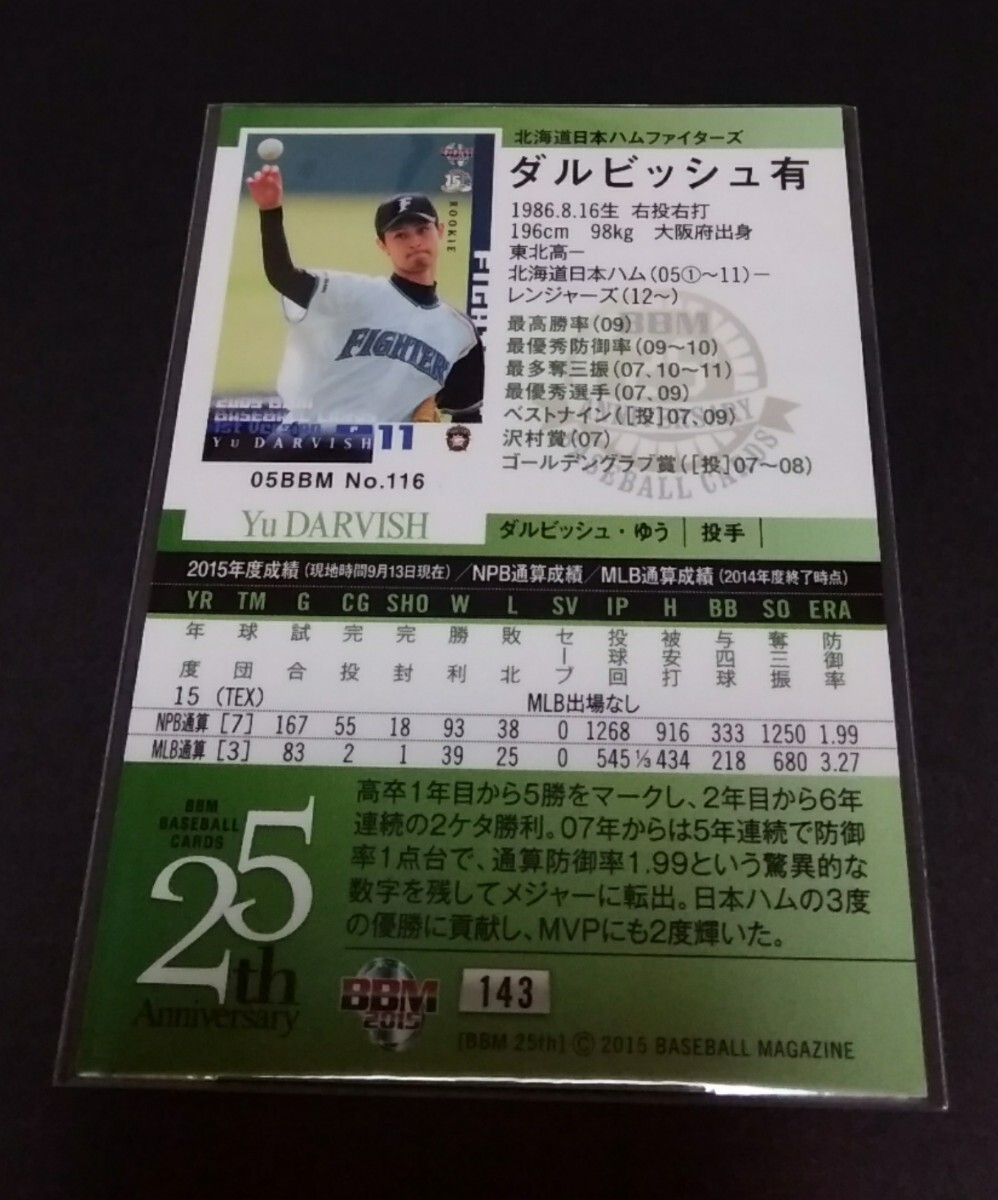 北海道日本ハムファイターズ
ダルビッシュ有
1986.8.16生 右投右打
196cm 98kg 大阪府出身
東北高－
北海道日本ハム(05①～11)－
レンジャーズ(12～)
最高勝率(09)
最優秀防御率(09～10)
最多奪三振(07、10～11)
最優秀選手(07、09)
ベストナイン([投]07、09)
沢村賞(07)
ゴールデングラブ賞([投]07～08)
BBM
ANNIVERSARY
BASEBALL CARDS
BBM
15
ROOKIE
F
FIGHTERS
2005 BBM
BASEBALL CARDS
1ST VERSION
YU DARVISH
P
11
05BBM No.116
Yu DARVISH
ダルビッシュ・ゆう 投手
2015年度成績(現地時間9月13日現在)/NPB通算成績/MLB通算成績(2014年度終了時点)
YR TM G CG SHO W L SV IP H BB SO ERA
年度 球団 試合 完投 完封 勝利 敗北 セーブ 投球回 被安打 与四球 奪三振 防御率
15 (TEX) MLB出場なし
NPB通算 [7] 167 55 18 93 38 0 1268 916 333 1250 1.99
MLB通算 [3] 83 2 1 39 25 0 545 ⅓ 434 218 680 3.27
高卒1年目から5勝をマークし、2年目から6年
連続の2ケタ勝利。07年からは5年連続で防御
率1点台で、通算防御率1.99という驚異的な
数字を残してメジャーに転出。日本ハムの3度
の優勝に貢献し、MVPにも2度輝いた。
BBM
BASEBALL
CARDS
25th
Anniversary
BBM
2015
143
[BBM 25th] © 2015 BASEBALL MAGAZINE